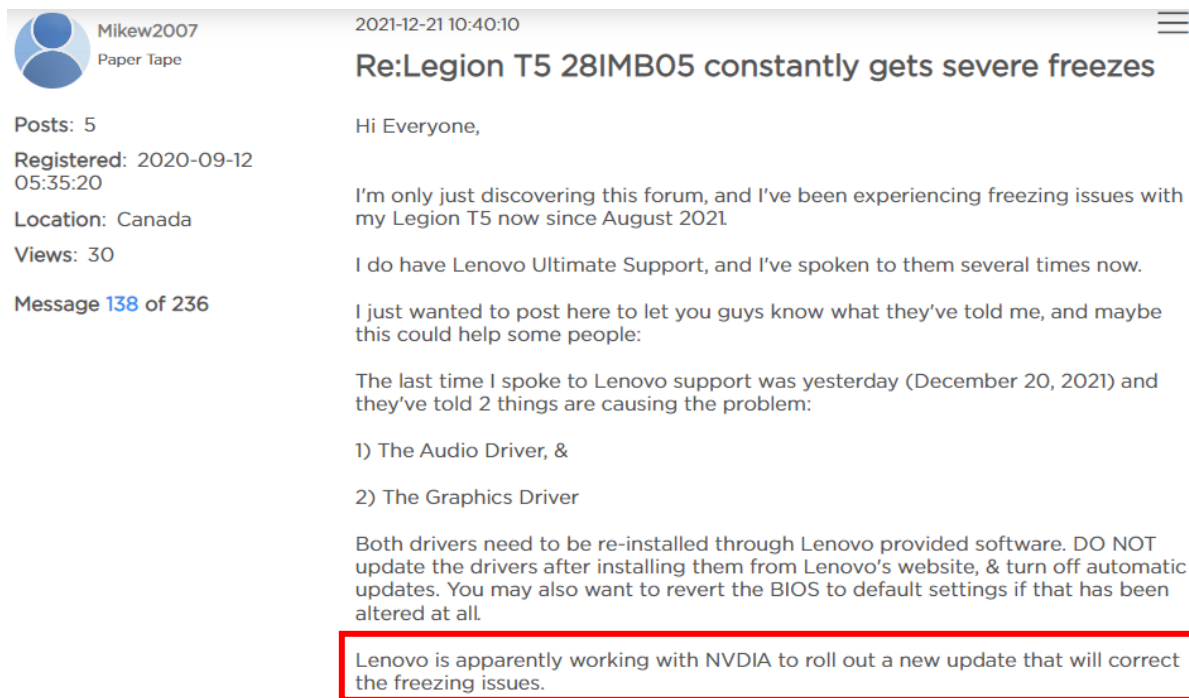 Mikew2007
Paper Tape
Posts: 5
Registered: 2020-09-12
05:35:20
Location: Canada
Views: 30
Message 138 of 236
2021-12-21 10:40:10
Re:Legion T5 28IMB05 constantly gets severe freezes
Hi Everyone,
I'm only just discovering this forum, and I've been experiencing freezing issues with
my Legion T5 now since August 2021.
I do have Lenovo Ultimate Support, and I've spoken to them several times now.
I just wanted to post here to let you guys know what they've told me, and maybe
this could help some people:
The last time I spoke to Lenovo support was yesterday (December 20, 2021) and
they've told 2 things are causing the problem:
1) The Audio Driver, &
2) The Graphics Driver
Both drivers need to be re-installed through Lenovo provided software. DO NOT
update the drivers after installing them from Lenovo's website, & turn off automatic
updates. You may also want to revert the BIOS to default settings if that has been
altered at all.
Lenovo is apparently working with NVDIA to roll out a new update that will correct
the freezing issues.